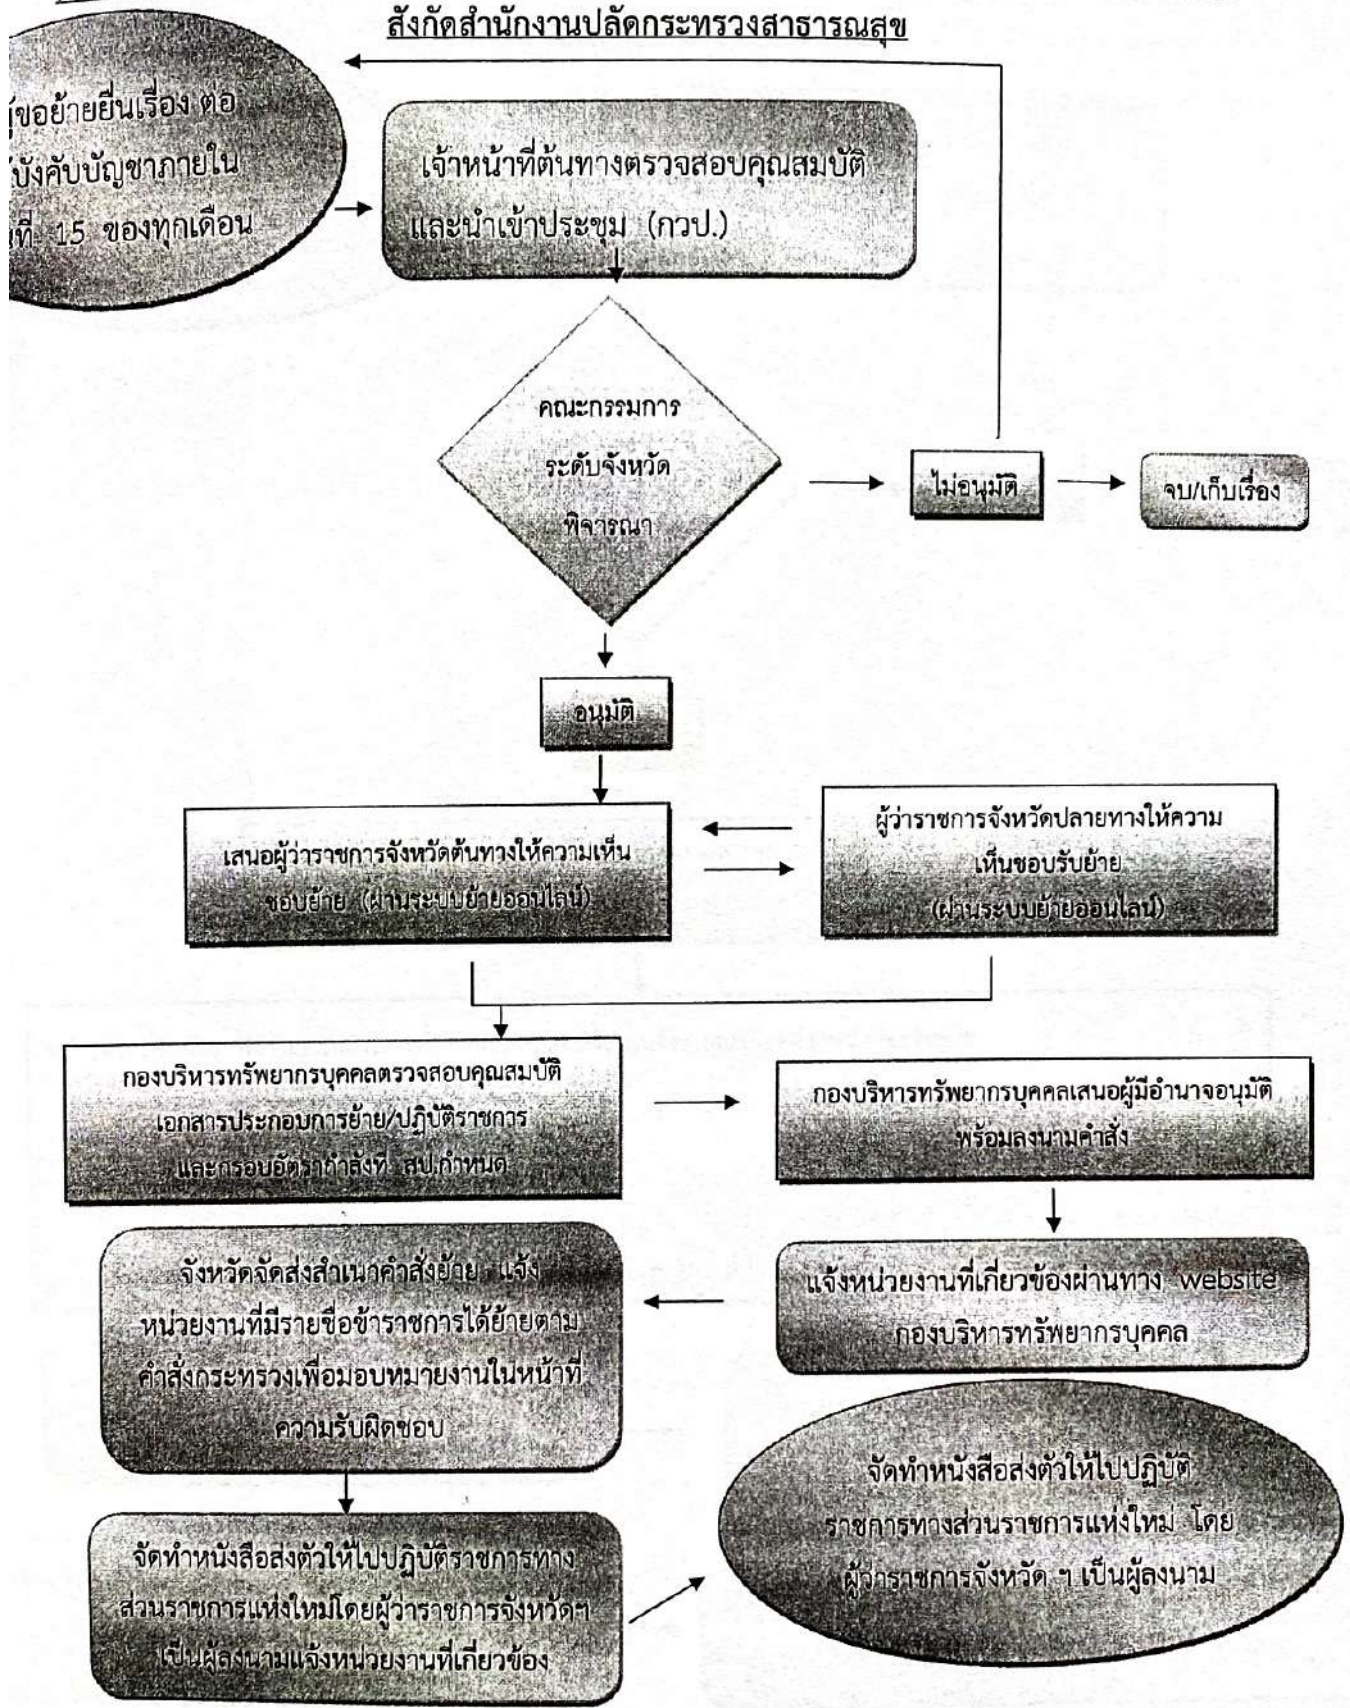 สังกัดสำนักงานปลัดกระทรวงสาธารณสุข
ขอย้ายยื่นเรื่อง ต่อ
บังคับบัญชาภายใน
ที่ 15 ของทุกเดือน
เจ้าหน้าที่ต้นทางตรวจสอบคุณสมบัติ
และนำเข้าประชุม (กวป.)
คณะกรรมการ
ระดับจังหวัด
พิจารณา
ไม่อนุมัติ
จบ/เก็บเรื่อง
อนุมัติ
เสนอผู้ว่าราชการจังหวัดต้นทางให้ความเห็น
ชอบย้าย (ผ่านระบบย้ายออนไลน์)
ผู้ว่าราชการจังหวัดปลายทางให้ความ
เห็นชอบรับย้าย
(ผ่านระบบย้ายออนไลน์)
กองบริหารทรัพยากรบุคคลตรวจสอบคุณสมบัติ
เอกสารประกอบการย้าย/ปฏิบัติราชการ
และกรอบอัตรากำลังที่ สป.กำหนด
กองบริหารทรัพยากรบุคคลเสนอผู้มีอำนาจอนุมัติ
พร้อมลงนามคำสั่ง
แจ้งหน่วยงานที่เกี่ยวข้องผ่านทาง website
กองบริหารทรัพยากรบุคคล
จังหวัดจัดส่งสำเนาคำสั่งย้าย แจ้ง
หน่วยงานที่มีรายชื่อข้าราชการได้ย้ายตาม
คำสั่งกระทรวงเพื่อมอบหมายงานในหน้าที่
ความรับผิดชอบ
จัดทำหนังสือส่งตัวให้ไปปฏิบัติราชการทาง
ส่วนราชการแห่งใหม่โดยผู้ว่าราชการจังหวัดฯ
เป็นผู้ลงนามแจ้งหน่วยงานที่เกี่ยวข้อง
จัดทำหนังสือส่งตัวให้ไปปฏิบัติ
ราชการทางส่วนราชการแห่งใหม่ โดย
ผู้ว่าราชการจังหวัด ฯ เป็นผู้ลงนาม